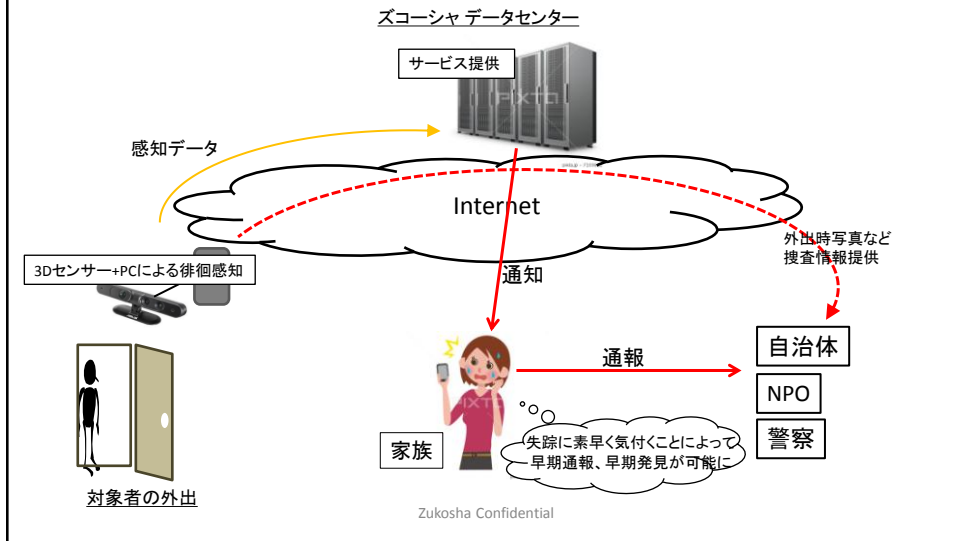 ズコーシャ データセンター
サービス提供
PIXTA
感知データ
Internet
外出時写真など
捜査情報提供
3Dセンサー+PCによる徘徊感知
通知
自治体
通報
NPO
PIXTA
警察
家族
失踪に素早く気付くことによって
早期通報、早期発見が可能に
対象者の外出
Zukosha Confidential